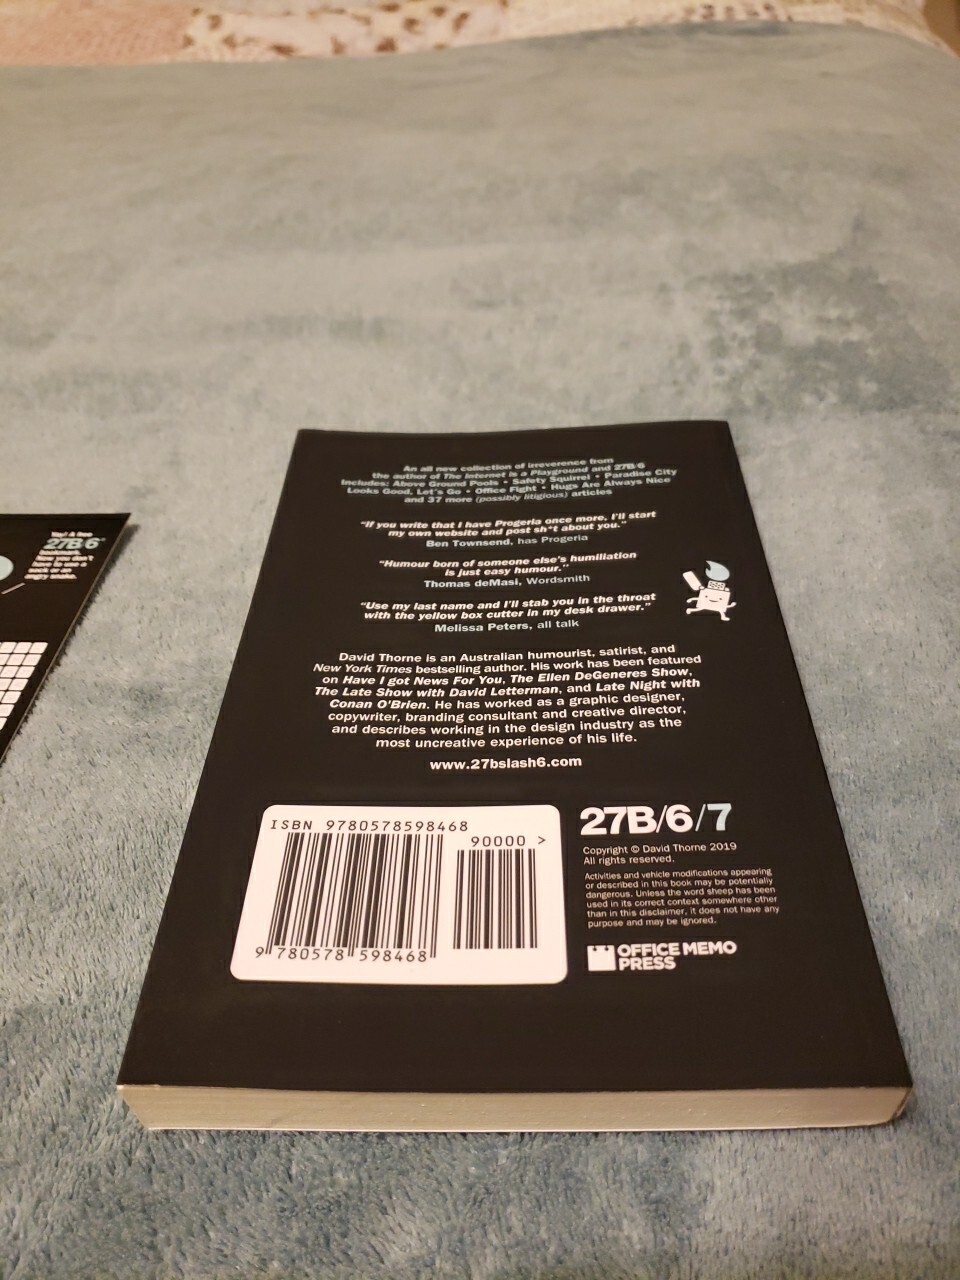 An all new collection of irreverence from
the author of The Internet is a Playground and 27B/6
Includes: Above Ground Pools • Safety Squirrel • Paradise City
Looks Good, Let's Go • Office Fight • Hugs Are Always Nice
and 37 more (possibly litigious) articles
"If you write that I have Progeria once more, I'll start
my own website and post sh*t about you."
Ben Townsend, has Progeria
"Humour born of someone else's humiliation
is just easy humour."
Thomas deMasi, Wordsmith
"Use my last name and I'll stab you in the throat
with the yellow box cutter in my desk drawer."
Melissa Peters, all talk
David Thorne is an Australian humourist, satirist, and
New York Times bestselling author. His work has been featured
on Have I got News For You, The Ellen DeGeneres Show,
The Late Show with David Letterman, and Late Night with
Conan O'Brien. He has worked as a graphic designer,
copywriter, branding consultant and creative director,
and describes working in the design industry as the
most uncreative experience of his life.
www.27bslash6.com
ISBN 9780578598468
90000 >
9 780578 598468
27B/6/7
Copyright © David Thorne 2019
All rights reserved.
Activities and vehicle modifications appearing
or described in this book may be potentially
dangerous. Unless the word sheep has been
used in its correct context somewhere other
than in this disclaimer, it does not have any
purpose and may be ignored.
OFFICE MEMO
PRESS
Yay! A free
27B/6
bookmark.
Now you don't
have to use a